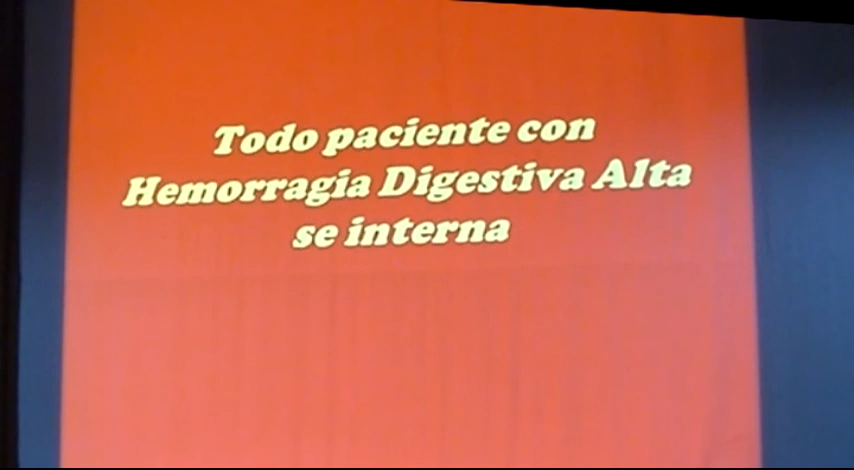 Todo paciente con
Hemorragia Digestiva Alta
se interna